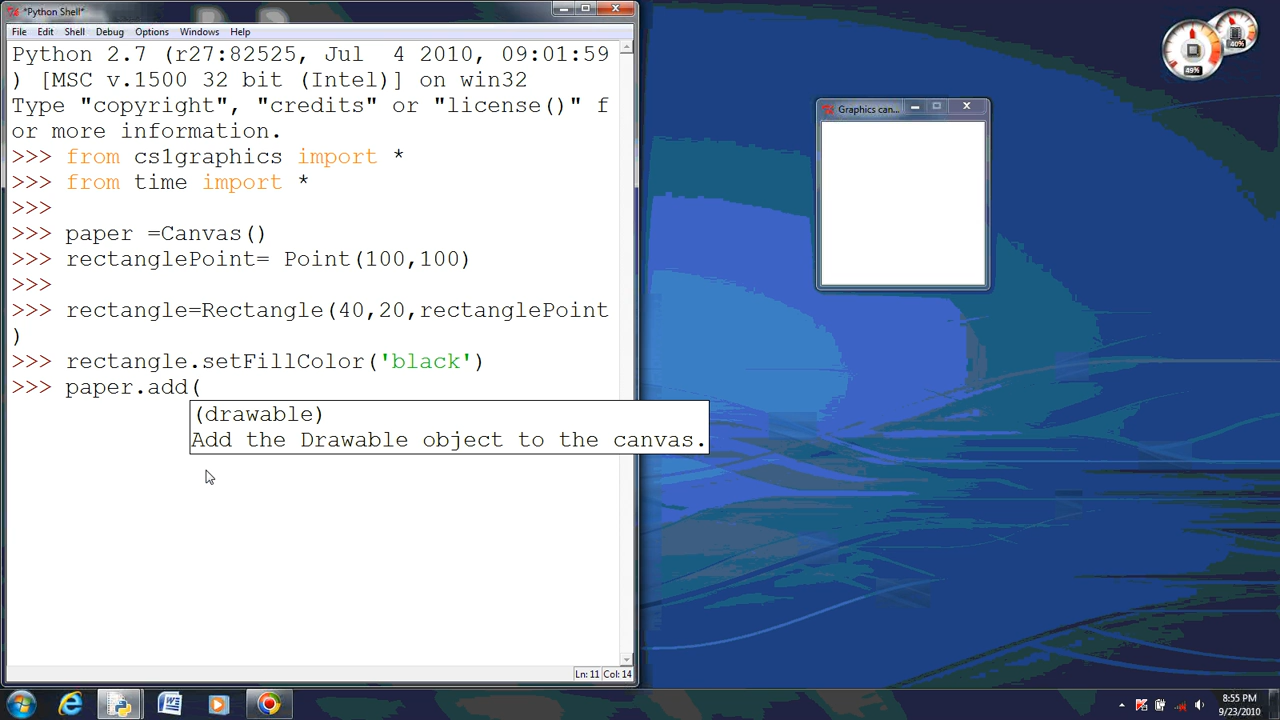 *Python Shell*
File Edit Shell Debug Options Windows Help
Python 2.7 (r27:82525, Jul  4 2010, 09:01:59
) [MSC v.1500 32 bit (Intel)] on win32
Type "copyright", "credits" or "license()" f
or more information.
>>> from cs1graphics import *
>>> from time import *
>>>
>>> paper =Canvas()
>>> rectanglePoint= Point(100,100)
>>>
>>> rectangle=Rectangle(40,20,rectanglePoint
)
>>> rectangle.setFillColor('black')
>>> paper.add(
(drawable)
Add the Drawable object to the canvas.
Ln: 11 Col: 14
Graphics can...
40%
49%
8:55 PM
9/23/2010